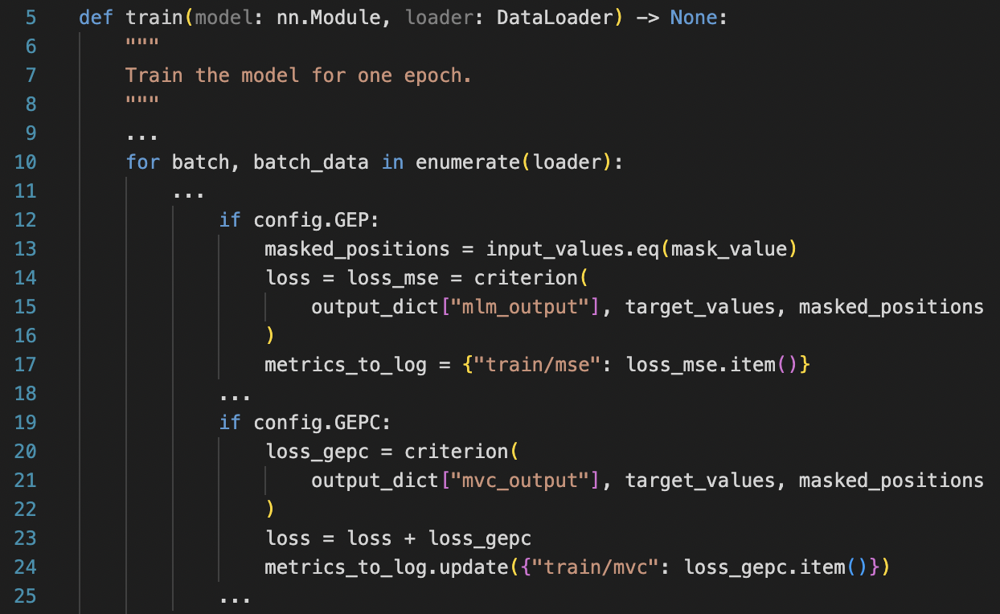 5 def train(model: nn.Module, loader: DataLoader) -> None:
6     """
7     Train the model for one epoch.
8     """
9     ...
10     for batch, batch_data in enumerate(loader):
11         ...
12             if config.GEP:
13                 masked_positions = input_values.eq(mask_value)
14                 loss = loss_mse = criterion(
15                     output_dict["mlm_output"], target_values, masked_positions
16                 )
17                 metrics_to_log = {"train/mse": loss_mse.item()}
18             ...
19             if config.GEPC:
20                 loss_gepc = criterion(
21                     output_dict["mvc_output"], target_values, masked_positions
22                 )
23                 loss = loss + loss_gepc
24                 metrics_to_log.update({"train/mvc": loss_gepc.item()})
25             ...